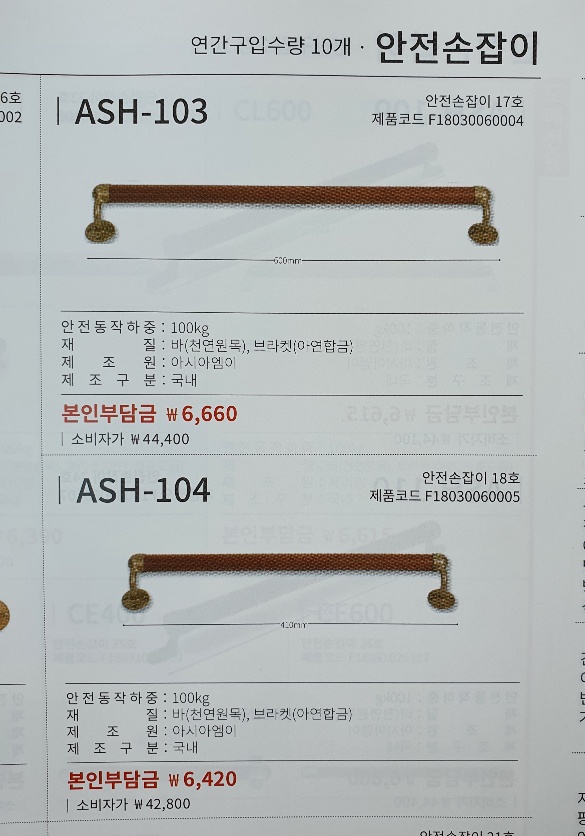 연간구입수량 10개 · 안전손잡이
6호
002
ASH-103
안전손잡이 17호
제품코드 F18030060004
600mm
안전동작하중 : 100kg
재 질 : 바(천연원목), 브라켓(아연합금)
제 조 원 : 아시아엠이
제 조 구 분 : 국내
본인부담금 ₩6,660
소비자가 ₩44,400
ASH-104
안전손잡이 18호
제품코드 F18030060005
410mm
안전동작하중 : 100kg
재 질 : 바(천연원목), 브라켓(아연합금)
제 조 원 : 아시아엠이
제 조 구 분 : 국내
본인부담금 ₩6,420
소비자가 ₩42,800